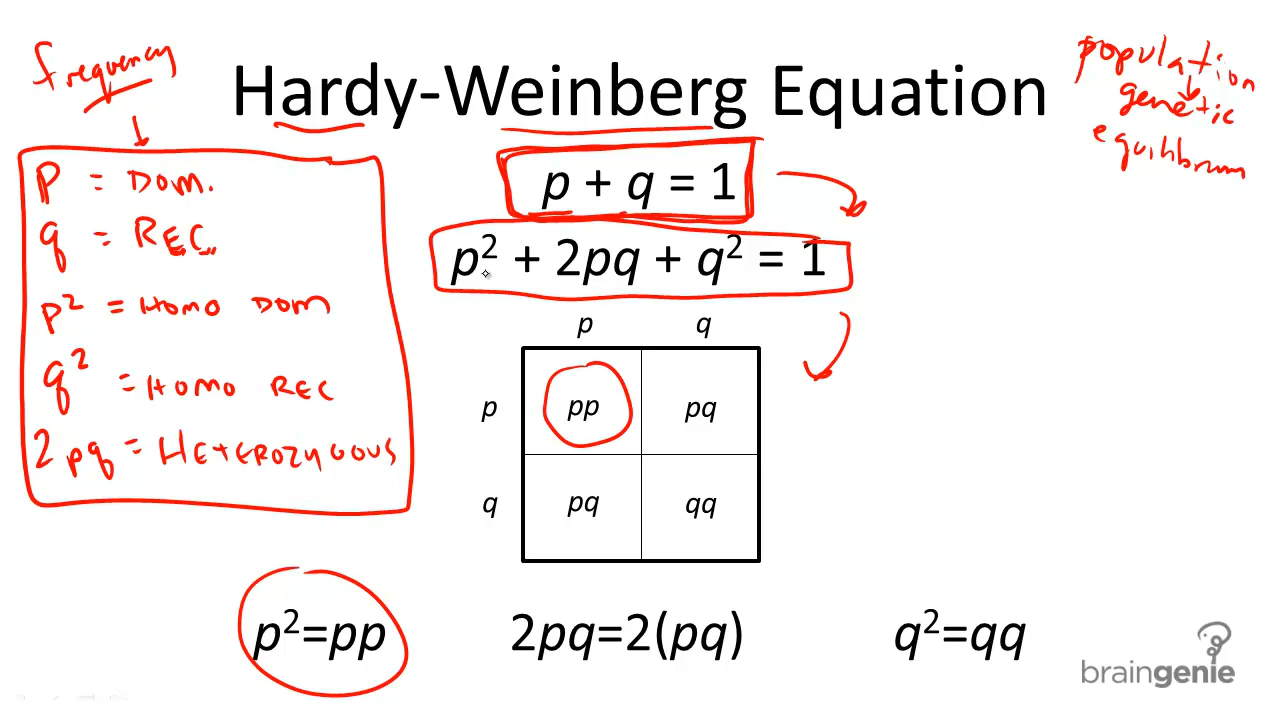 frequency
Hardy-Weinberg Equation
population
genetic
equilibrium
p + q = 1
p² + 2pq + q² = 1
P = DOM.
q = REC
p² = HOMO DOM
q² = HOMO REC
2pq = HETEROZYGOUS
p q
p pp pq
q pq qq
p²=pp 2pq=2(pq) q²=qq
braingenie